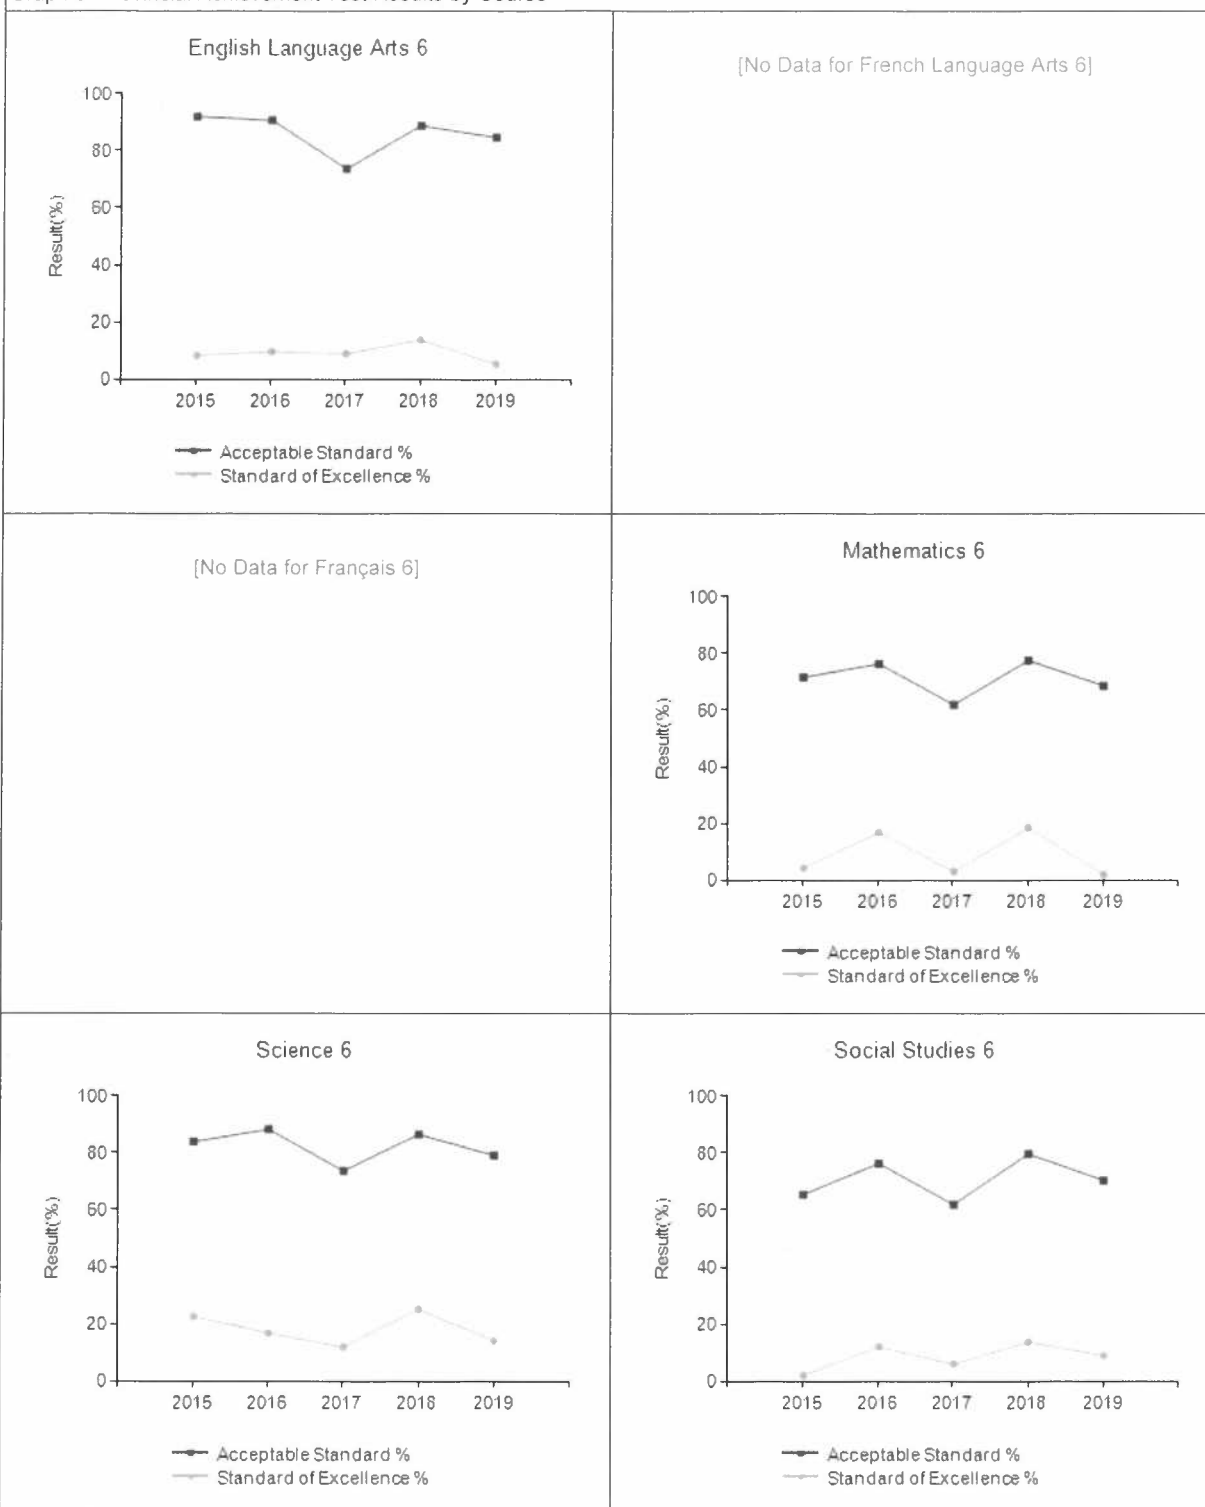 English Language Arts 6
100
80
60
40
20
0
Result(%)
2015 2016 2017 2018 2019
Acceptable Standard %
Standard of Excellence %
[No Data for French Language Arts 6]
[No Data for Français 6]
Mathematics 6
100
80
60
40
20
0
Result(%)
2015 2016 2017 2018 2019
Acceptable Standard %
Standard of Excellence %
Science 6
100
80
60
40
20
0
Result(%)
2015 2016 2017 2018 2019
Acceptable Standard %
Standard of Excellence %
Social Studies 6
100
80
60
40
20
0
Result(%)
2015 2016 2017 2018 2019
Acceptable Standard %
Standard of Excellence %